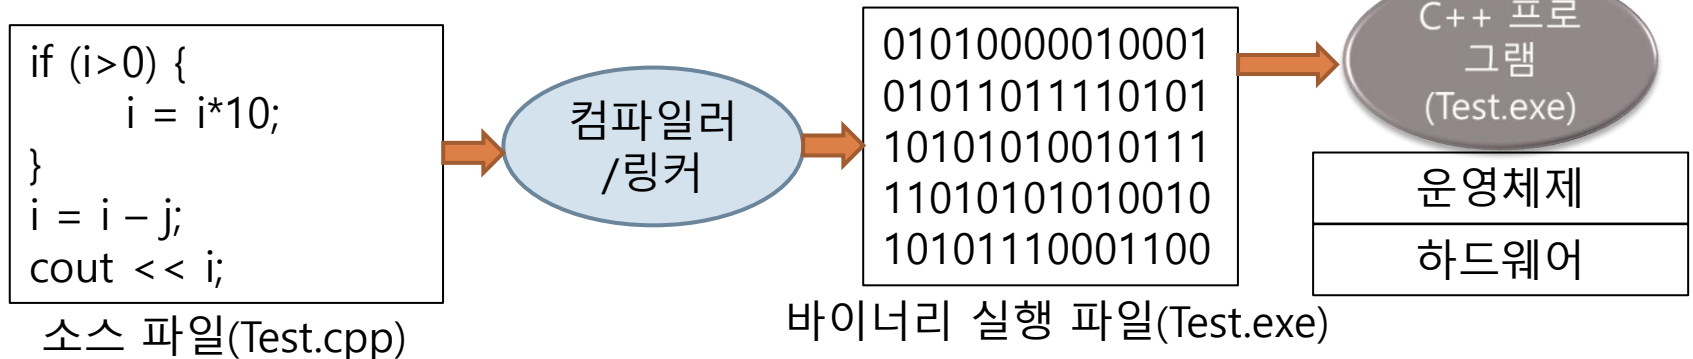 if (i>0) {
i = i*10;
}
i = i – j;
cout << i;
소스 파일(Test.cpp)
컴파일러
/링커
01010000010001
01011011110101
10101010010111
11010101010010
10101110001100
바이너리 실행 파일(Test.exe)
C++ 프로
그램
(Test.exe)
운영체제
하드웨어